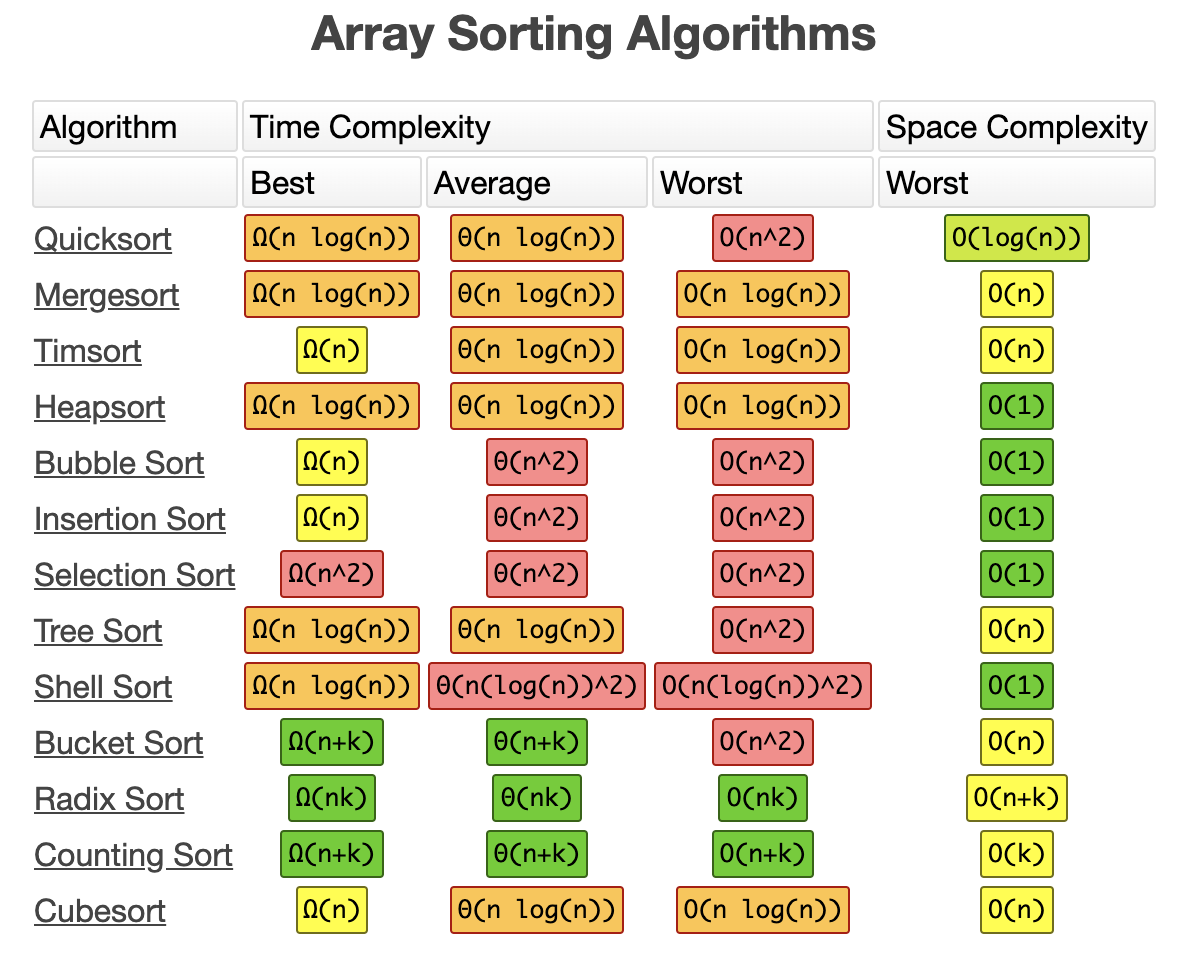 Array Sorting Algorithms
Algorithm Time Complexity Space Complexity
Best Average Worst Worst
Quicksort Ω(n log(n)) Θ(n log(n)) O(n^2) O(log(n))
Mergesort Ω(n log(n)) Θ(n log(n)) O(n log(n)) O(n)
Timsort Ω(n) Θ(n log(n)) O(n log(n)) O(n)
Heapsort Ω(n log(n)) Θ(n log(n)) O(n log(n)) O(1)
Bubble Sort Ω(n) Θ(n^2) O(n^2) O(1)
Insertion Sort Ω(n) Θ(n^2) O(n^2) O(1)
Selection Sort Ω(n^2) Θ(n^2) O(n^2) O(1)
Tree Sort Ω(n log(n)) Θ(n log(n)) O(n^2) O(n)
Shell Sort Ω(n log(n)) Θ(n(log(n))^2) O(n(log(n))^2) O(1)
Bucket Sort Ω(n+k) Θ(n+k) O(n^2) O(n)
Radix Sort Ω(nk) Θ(nk) O(nk) O(n+k)
Counting Sort Ω(n+k) Θ(n+k) O(n+k) O(k)
Cubesort Ω(n) Θ(n log(n)) O(n log(n)) O(n)